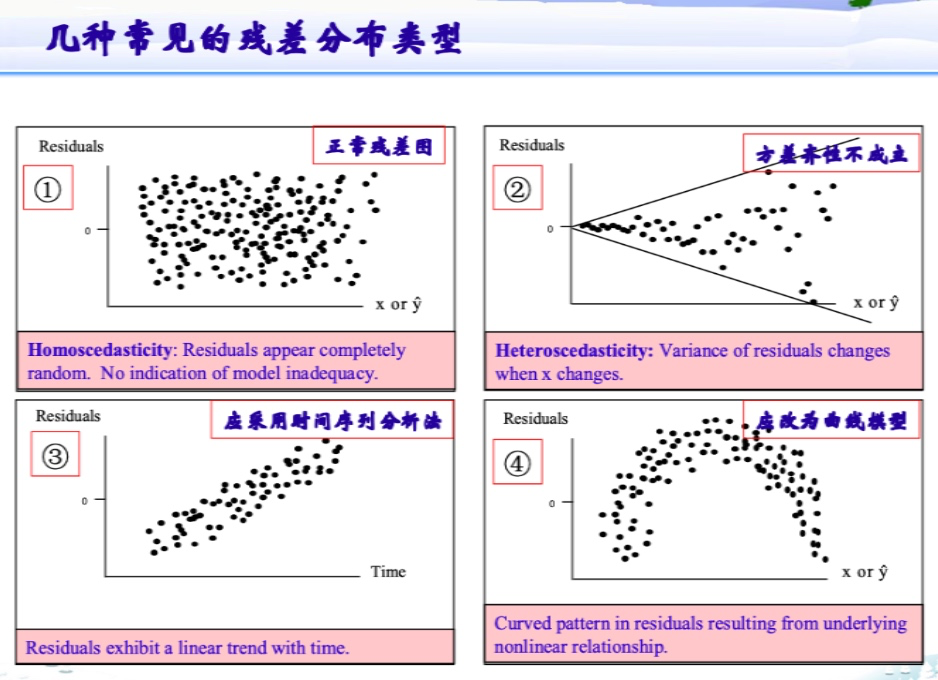 几种常见的残差分布类型
Residuals
正常残差图
①
0
x or ŷ
Homoscedasticity: Residuals appear completely
random. No indication of model inadequacy.
Residuals
方差齐性不成立
②
0
x or ŷ
Heteroscedasticity: Variance of residuals changes
when x changes.
Residuals
应采用时间序列分析法
③
0
Time
Residuals exhibit a linear trend with time.
Residuals
应改为曲线模型
④
0
x or ŷ
Curved pattern in residuals resulting from underlying
nonlinear relationship.